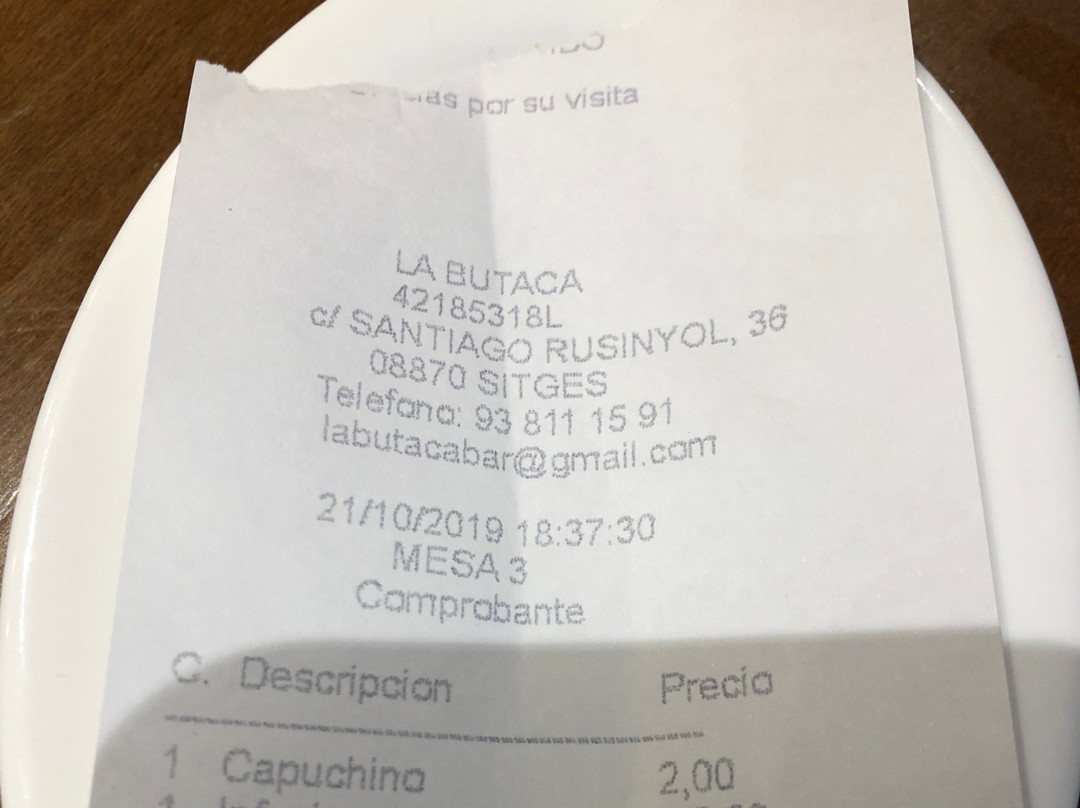 por su visita
LA BUTACA
42185318L
c/ SANTIAGO RUSINYOL, 36
08870 SITGES
Telefono: 93 811 15 91
labutacabar@gmail.com
21/10/2019 18:37:30
MESA 3
Comprobante
C. Descripcion Precio
1 Capuchino 2,00
1